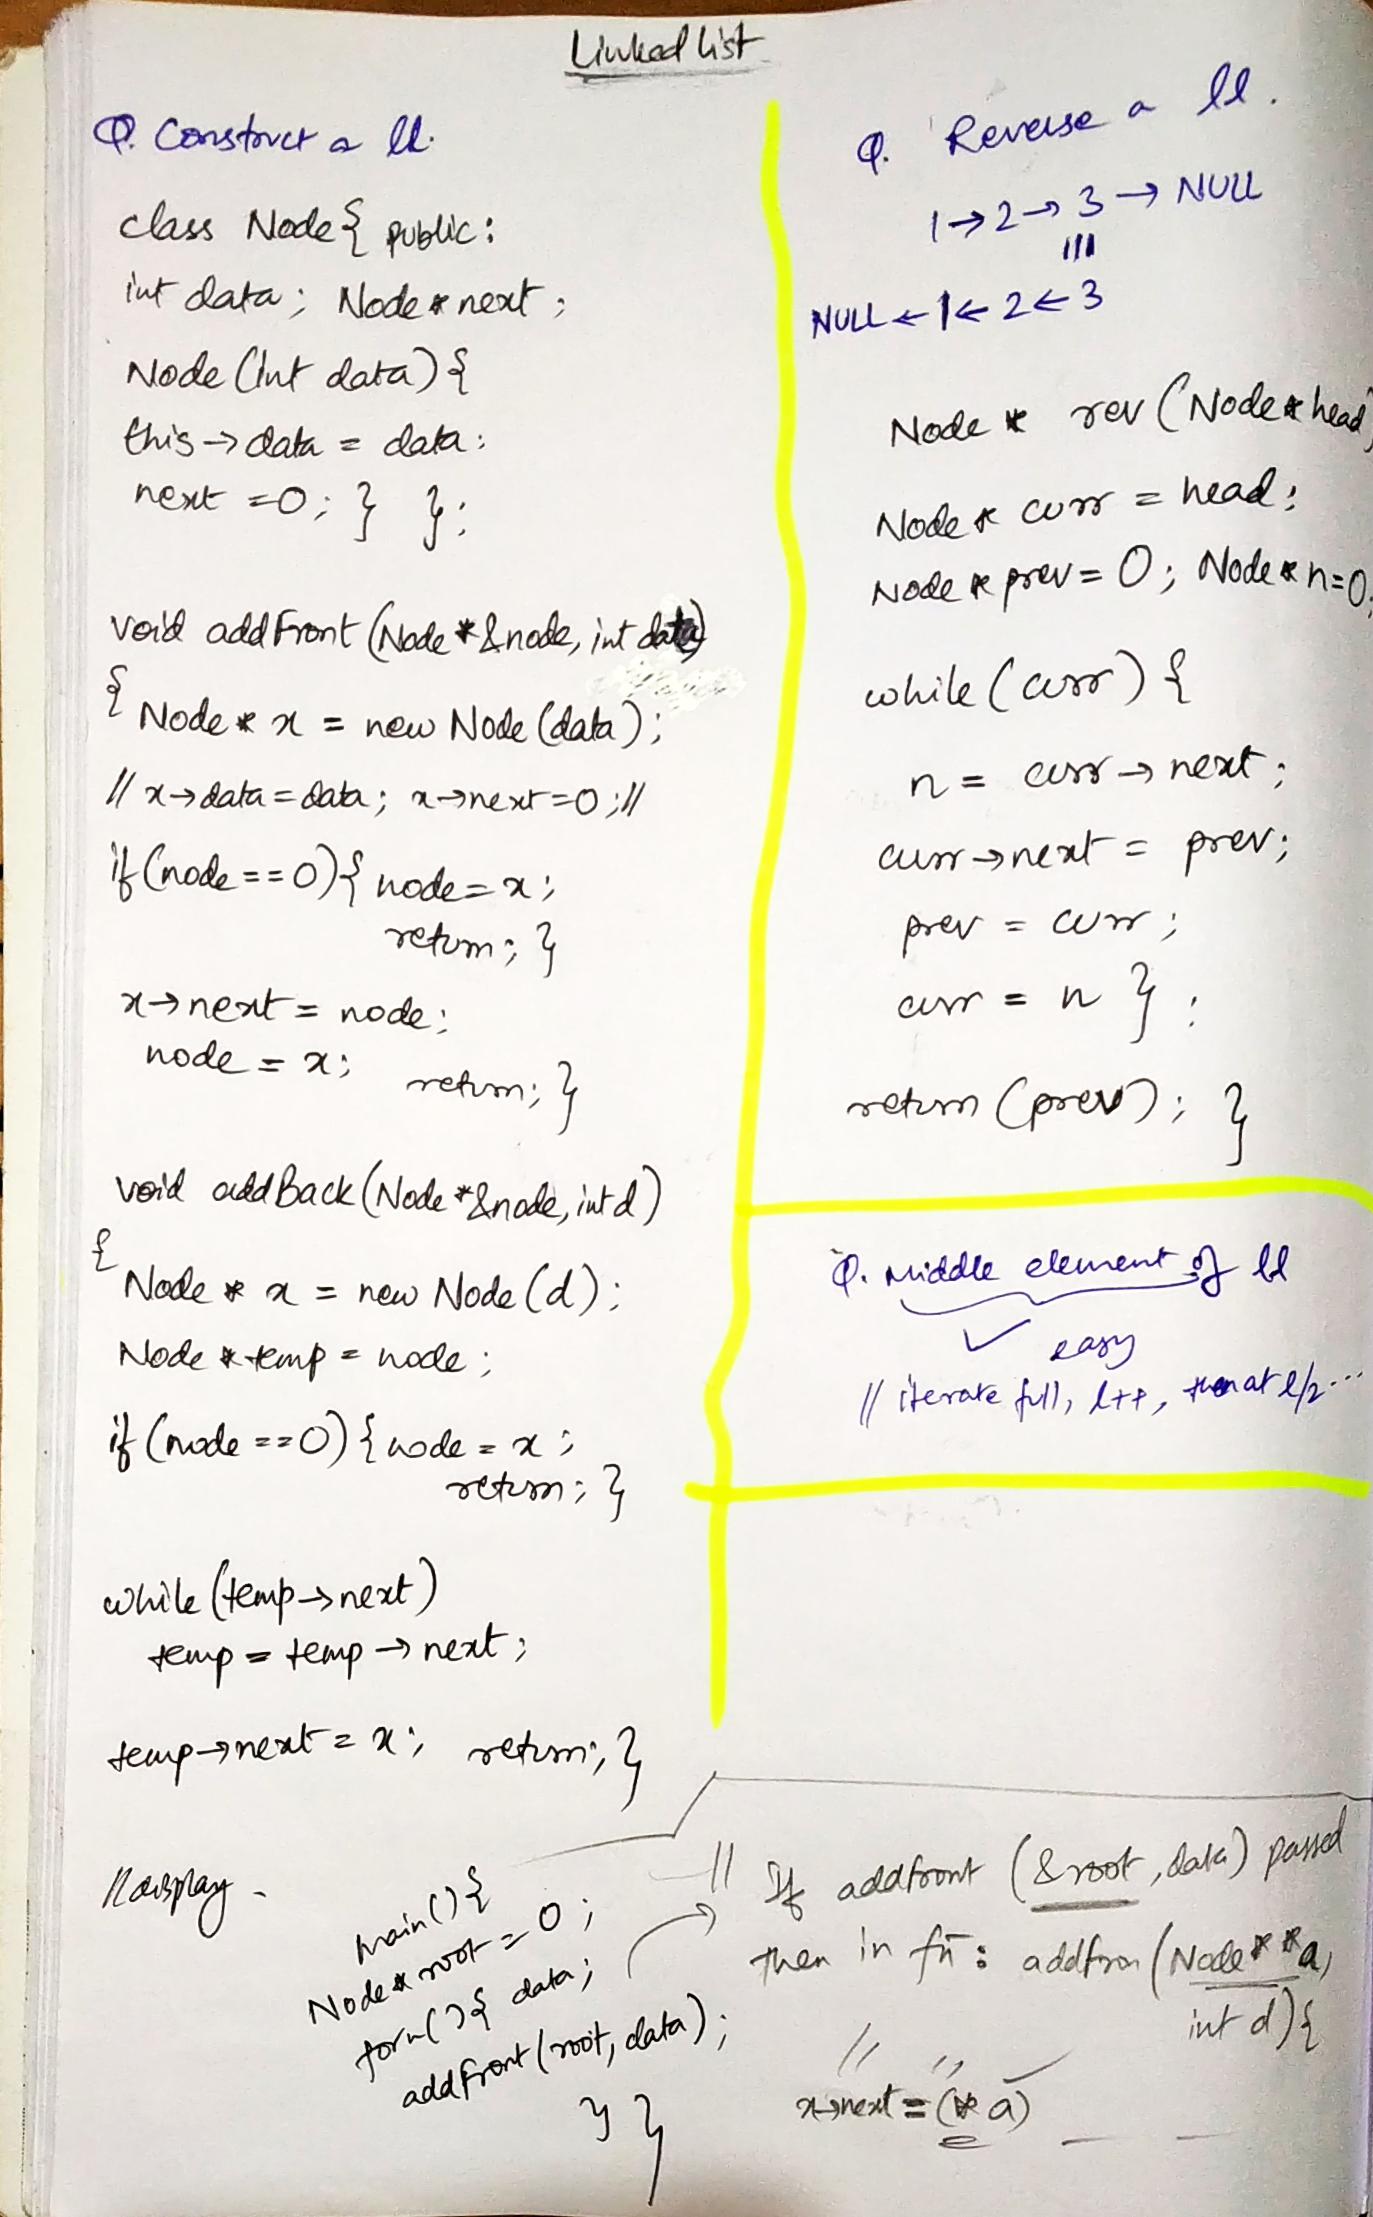 Linked list
Q. Construct a ll.
class Node{ public:
int data; Node * next;
Node (int data) {
this → data = data;
next = 0; } };
void addFront (Node *&node, int data)
{ Node * x = new Node (data);
// x→data = data; x→next = 0; //
if (node == 0) { node = x;
return; }
x→next = node;
node = x; return; }
void addBack (Node *&node, int d)
{
Node * x = new Node (d);
Node * temp = node;
if (node == 0) { node = x;
return; }
while (temp→next)
temp = temp → next;
temp→next = x; return; }
// display -
main() {
Node * root = 0;
forn() { data;
addFront (root, data);
} }
Q. Reverse a ll.
1 → 2 → 3 → NULL
NULL ← 1 ← 2 ← 3
Node * rev (Node * head)
Node * curr = head;
Node * prev = 0; Node * n=0;
while (curr) {
n = curr → next;
curr → next = prev;
prev = curr;
curr = n } ;
return (prev); }
Q. Middle element of ll
✓ easy
// iterate full, l++, then at l/2 ...
// If addfront (&root, data) passed
then in fn : addfron (Node * *a,
int d) {
// //
x→next = (* a)